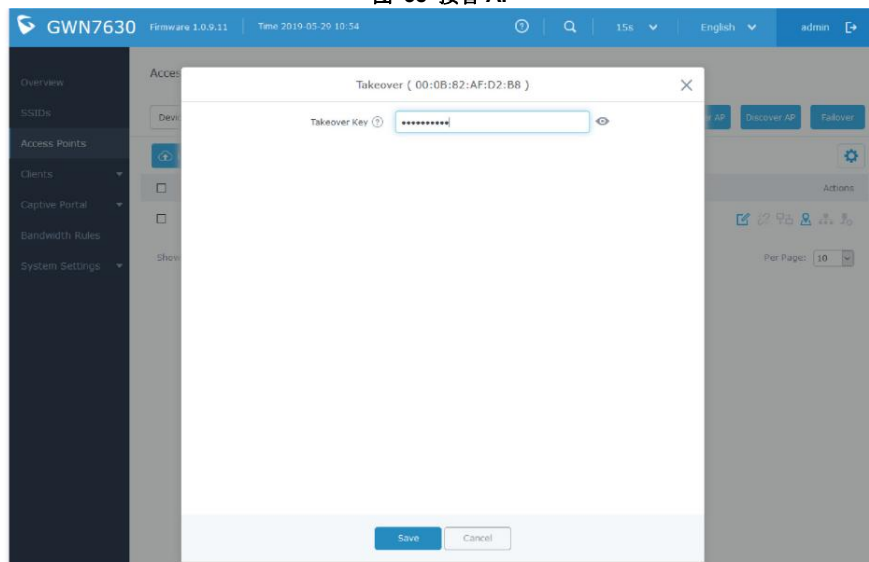 GWN7630 Firmware 1.0.9.11 Time 2019-05-29 10:54 15s English admin
Overview
SSIDs
Access Points
Clients
Captive Portal
Bandwidth Rules
System Settings
Takeover ( 00:0B:82:AF:D2:B8 )
Takeover Key
AP Discover AP Failover
Actions
Per Page: 10
Save Cancel